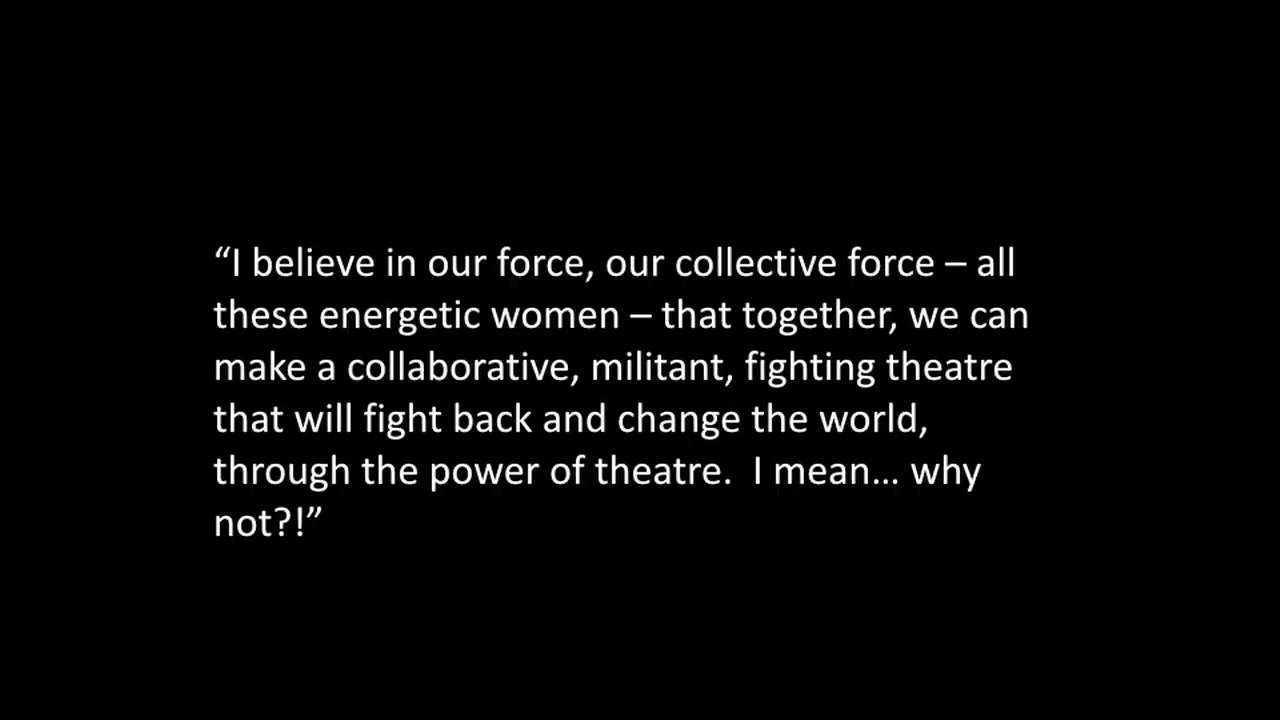 “I believe in our force, our collective force – all
these energetic women – that together, we can
make a collaborative, militant, fighting theatre
that will fight back and change the world,
through the power of theatre.  I mean… why
not?!”